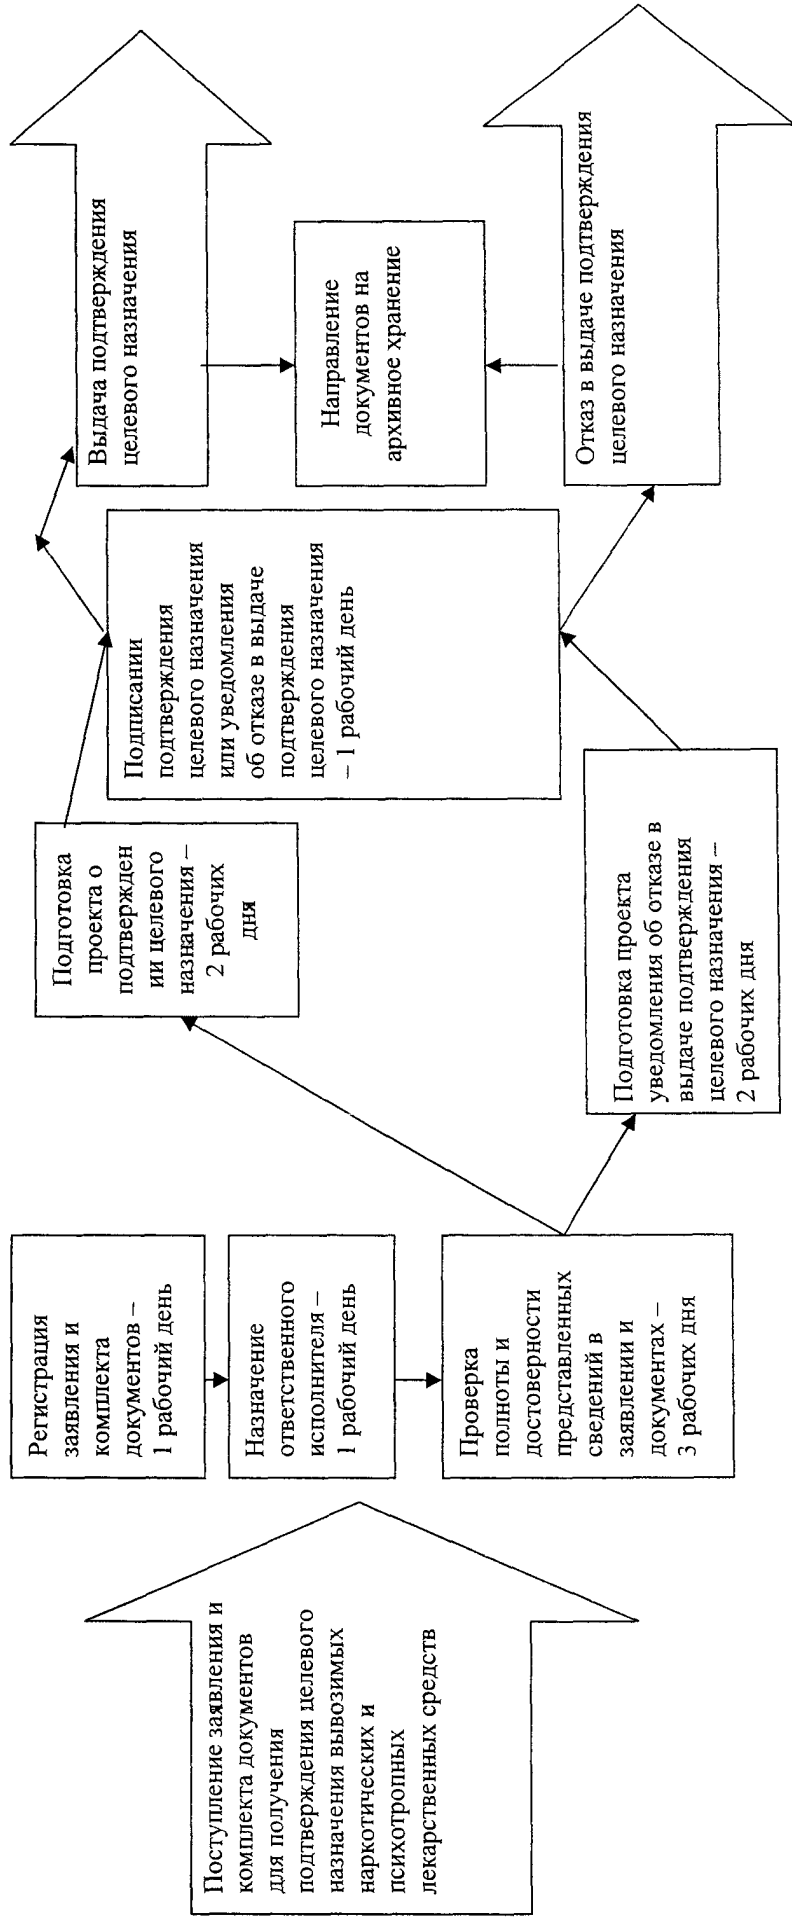 Поступление заявления и
комплекта документов
для получения
подтверждения целевого
назначения вывозимых
наркотических и
психотропных
лекарственных средств
Регистрация
заявления и
комплекта
документов –
1 рабочий день
Назначение
ответственного
исполнителя –
1 рабочий день
Проверка
полноты и
достоверности
представленных
сведений в
заявлении и
документах –
3 рабочих дня
Подготовка
проекта о
подтвержден
ии целевого
назначения –
2 рабочих
дня
Подготовка проекта
уведомления об отказе в
выдаче подтверждения
целевого назначения –
2 рабочих дня
Подписании
подтверждения
целевого назначения
или уведомления
об отказе в выдаче
подтверждения
целевого назначения
– 1 рабочий день
Выдача подтверждения
целевого назначения
Направление
документов на
архивное хранение
Отказ в выдаче подтверждения
целевого назначения